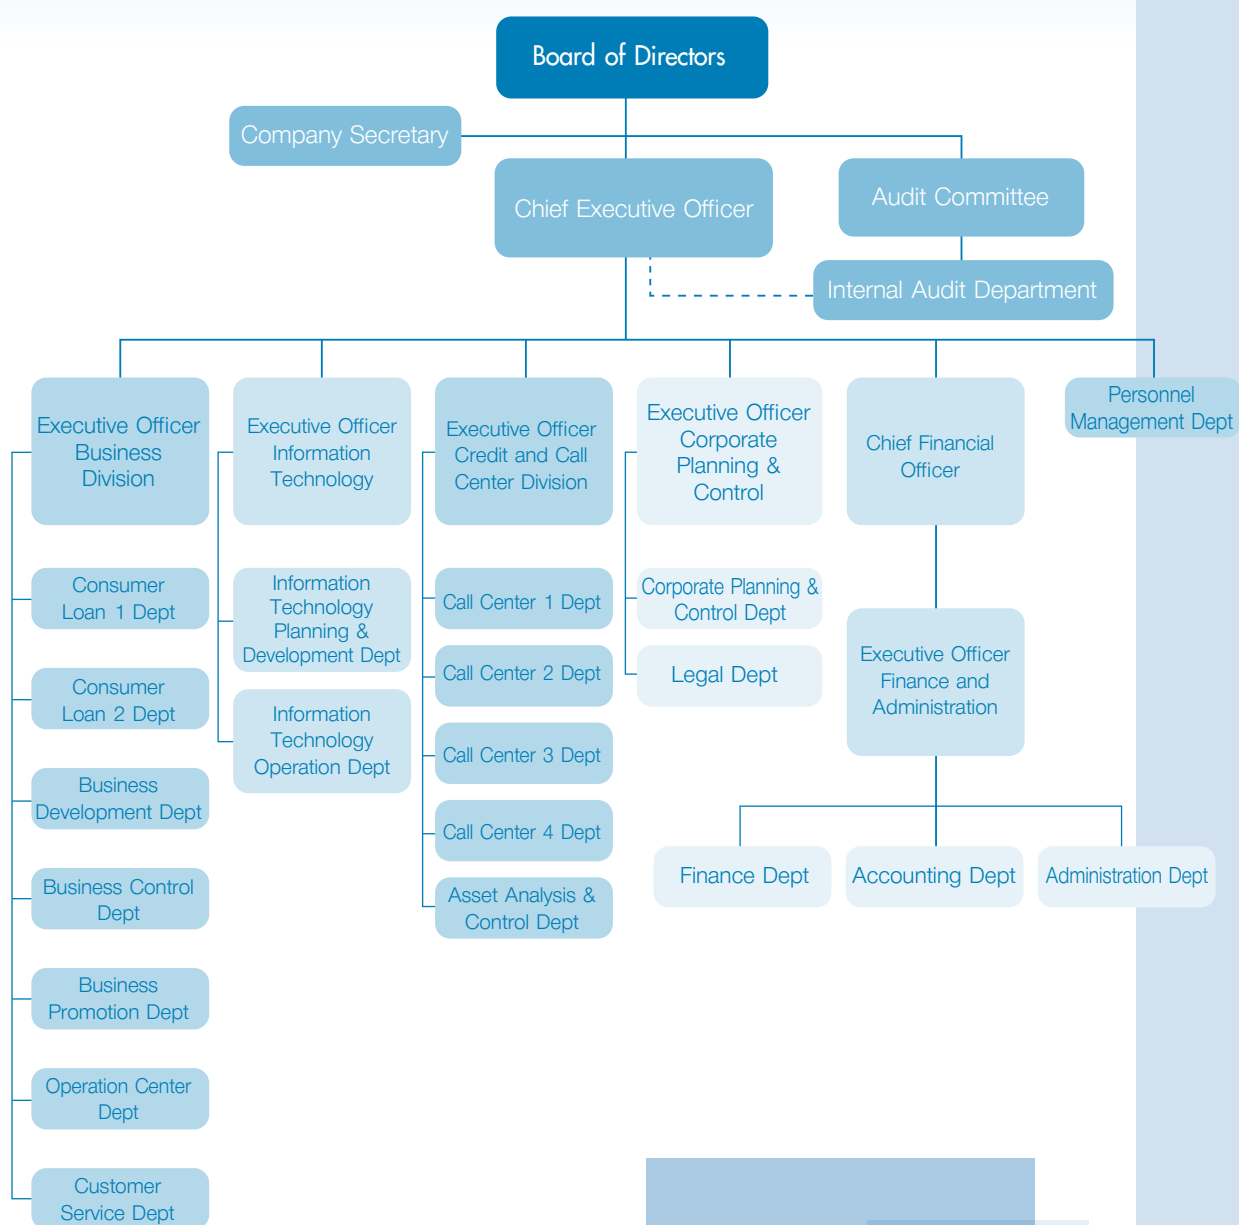 Board of Directors
Company Secretary
Chief Executive Officer
Audit Committee
Internal Audit Department
Executive Officer
Business
Division
Executive Officer
Information
Technology
Executive Officer
Credit and Call
Center Division
Executive Officer
Corporate
Planning &
Control
Chief Financial
Officer
Personnel
Management Dept
Consumer
Loan 1 Dept
Consumer
Loan 2 Dept
Business
Development Dept
Business Control
Dept
Business
Promotion Dept
Operation Center
Dept
Customer
Service Dept
Information
Technology
Planning &
Development Dept
Information
Technology
Operation Dept
Call Center 1 Dept
Call Center 2 Dept
Call Center 3 Dept
Call Center 4 Dept
Asset Analysis &
Control Dept
Corporate Planning &
Control Dept
Legal Dept
Executive Officer
Finance and
Administration
Finance Dept
Accounting Dept
Administration Dept